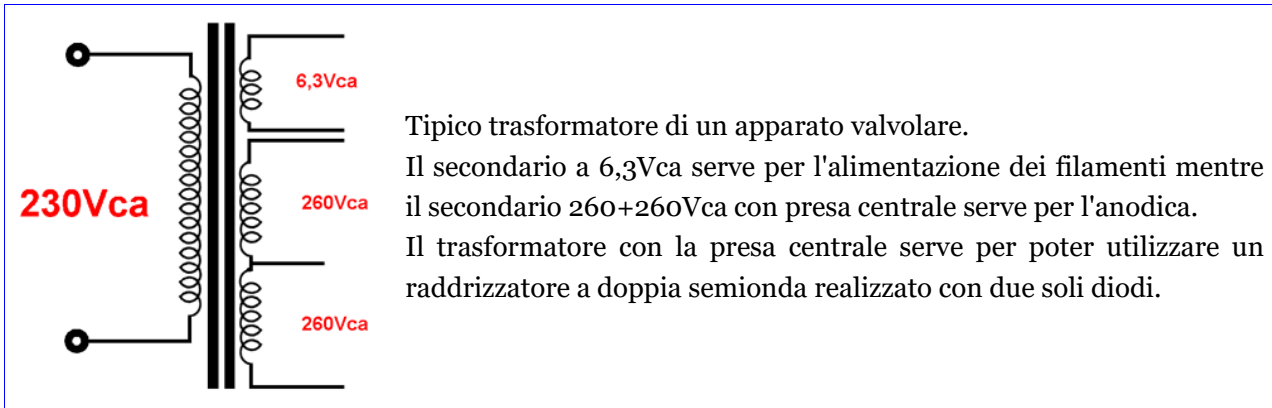 6,3Vca
230Vca
260Vca
260Vca
Tipico trasformatore di un apparato valvolare.
Il secondario a 6,3Vca serve per l'alimentazione dei filamenti mentre
il secondario 260+260Vca con presa centrale serve per l'anodica.
Il trasformatore con la presa centrale serve per poter utilizzare un
raddrizzatore a doppia semionda realizzato con due soli diodi.